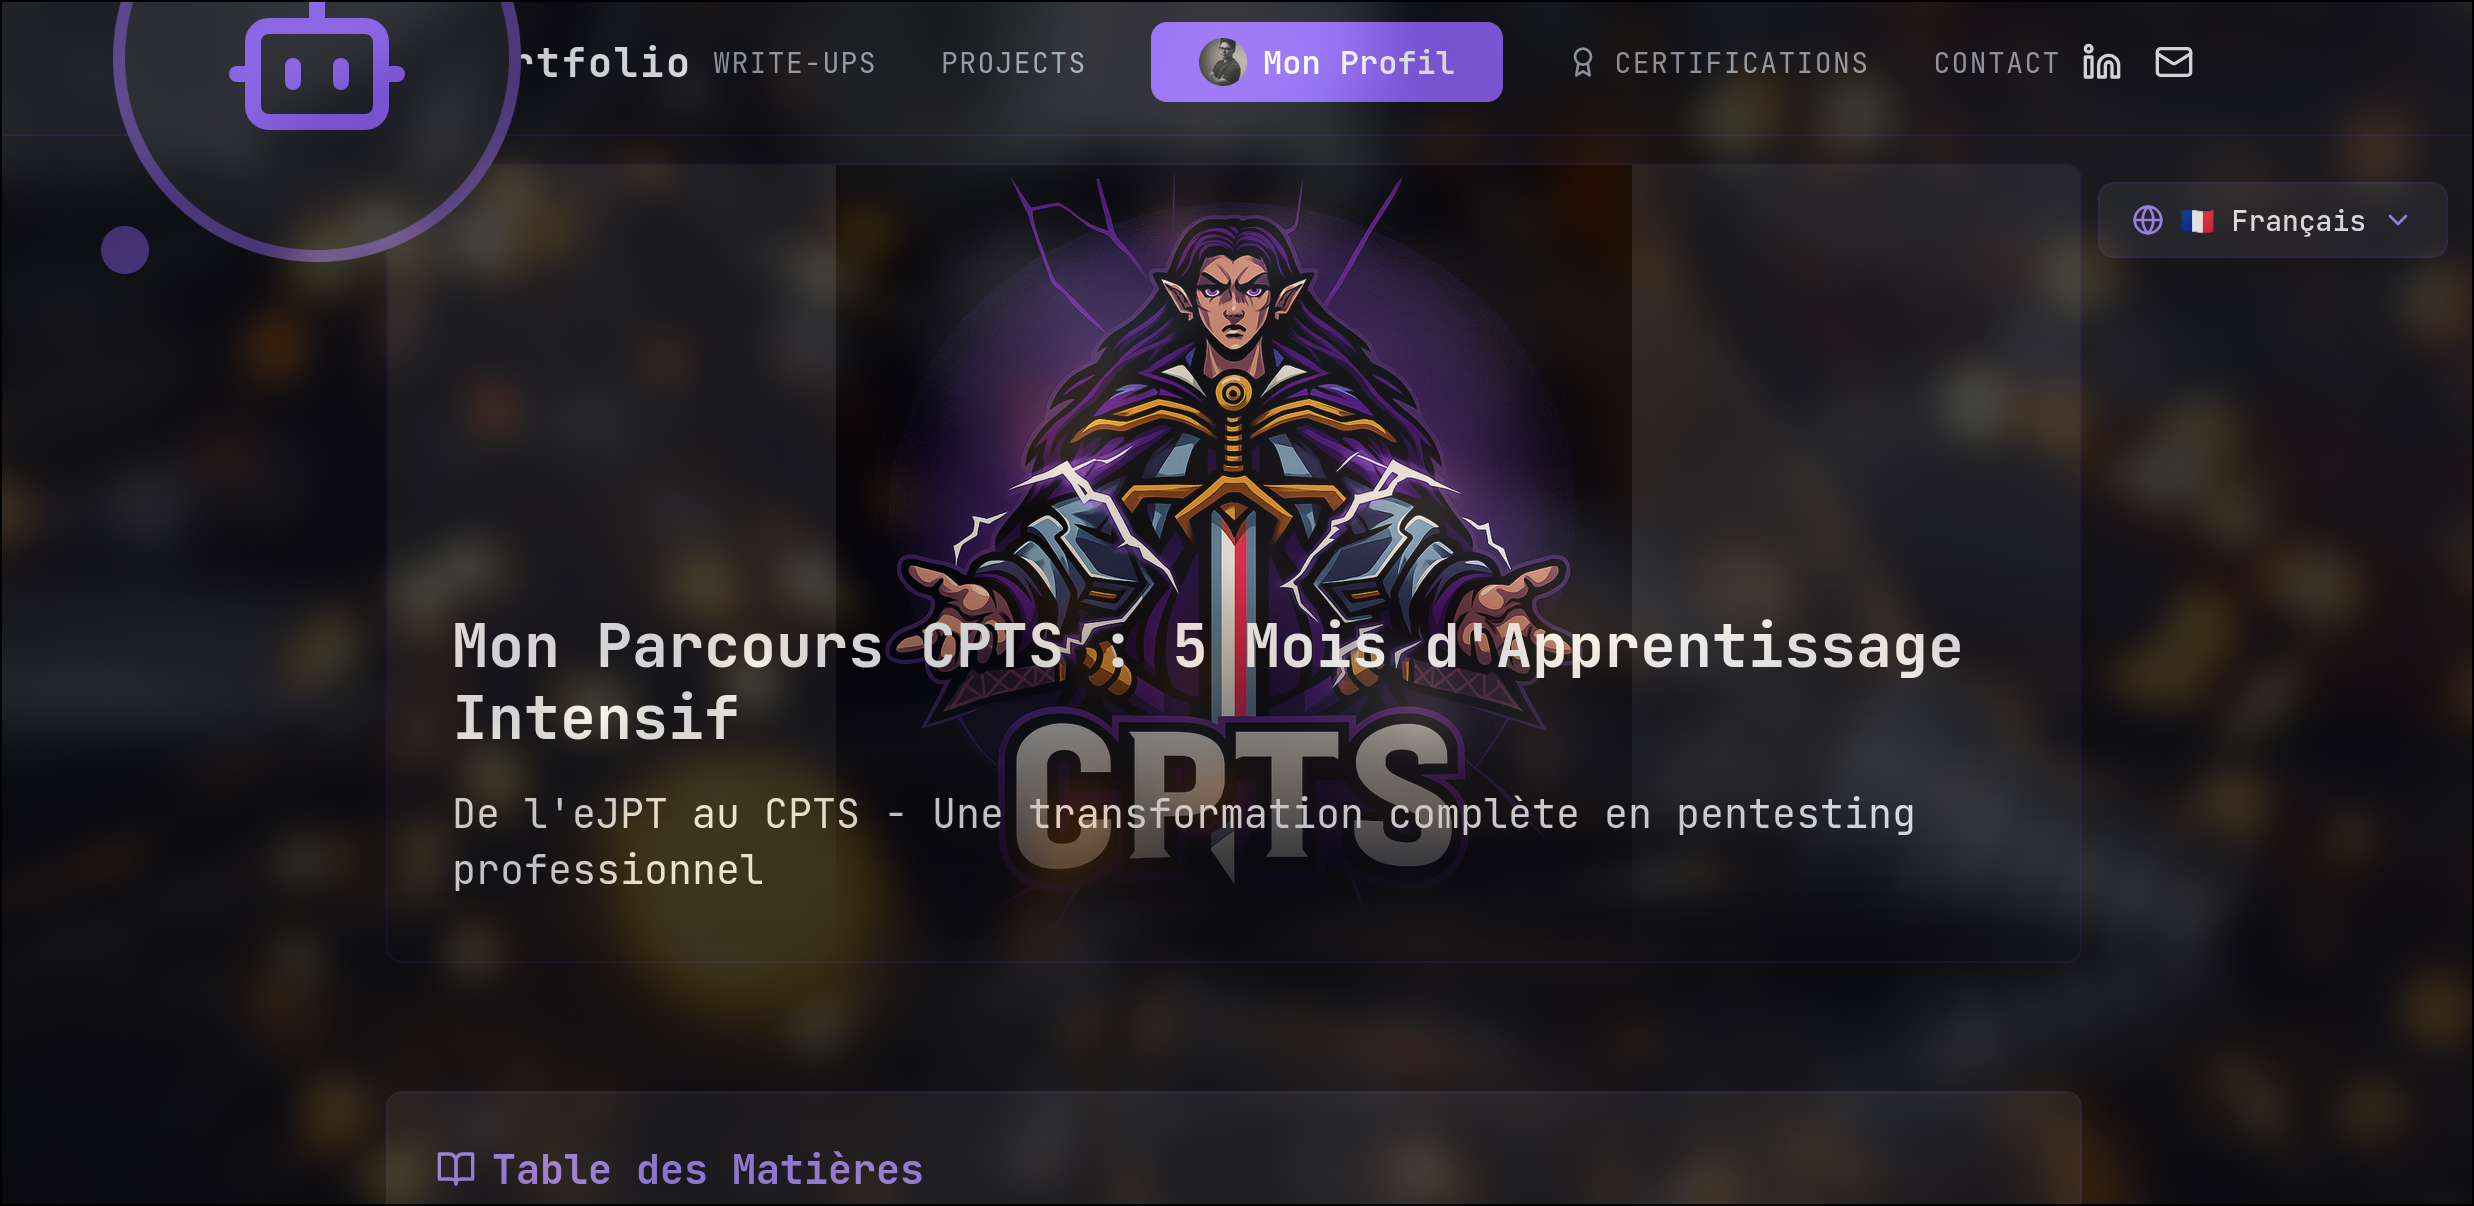 rtfolio WRITE-UPS PROJECTS Mon Profil CERTIFICATIONS CONTACT
Français
Mon Parcours CPTS : 5 Mois d'Apprentissage
Intensif
CPTS
De l'eJPT au CPTS - Une transformation complète en pentesting
professionnel
Table des Matières